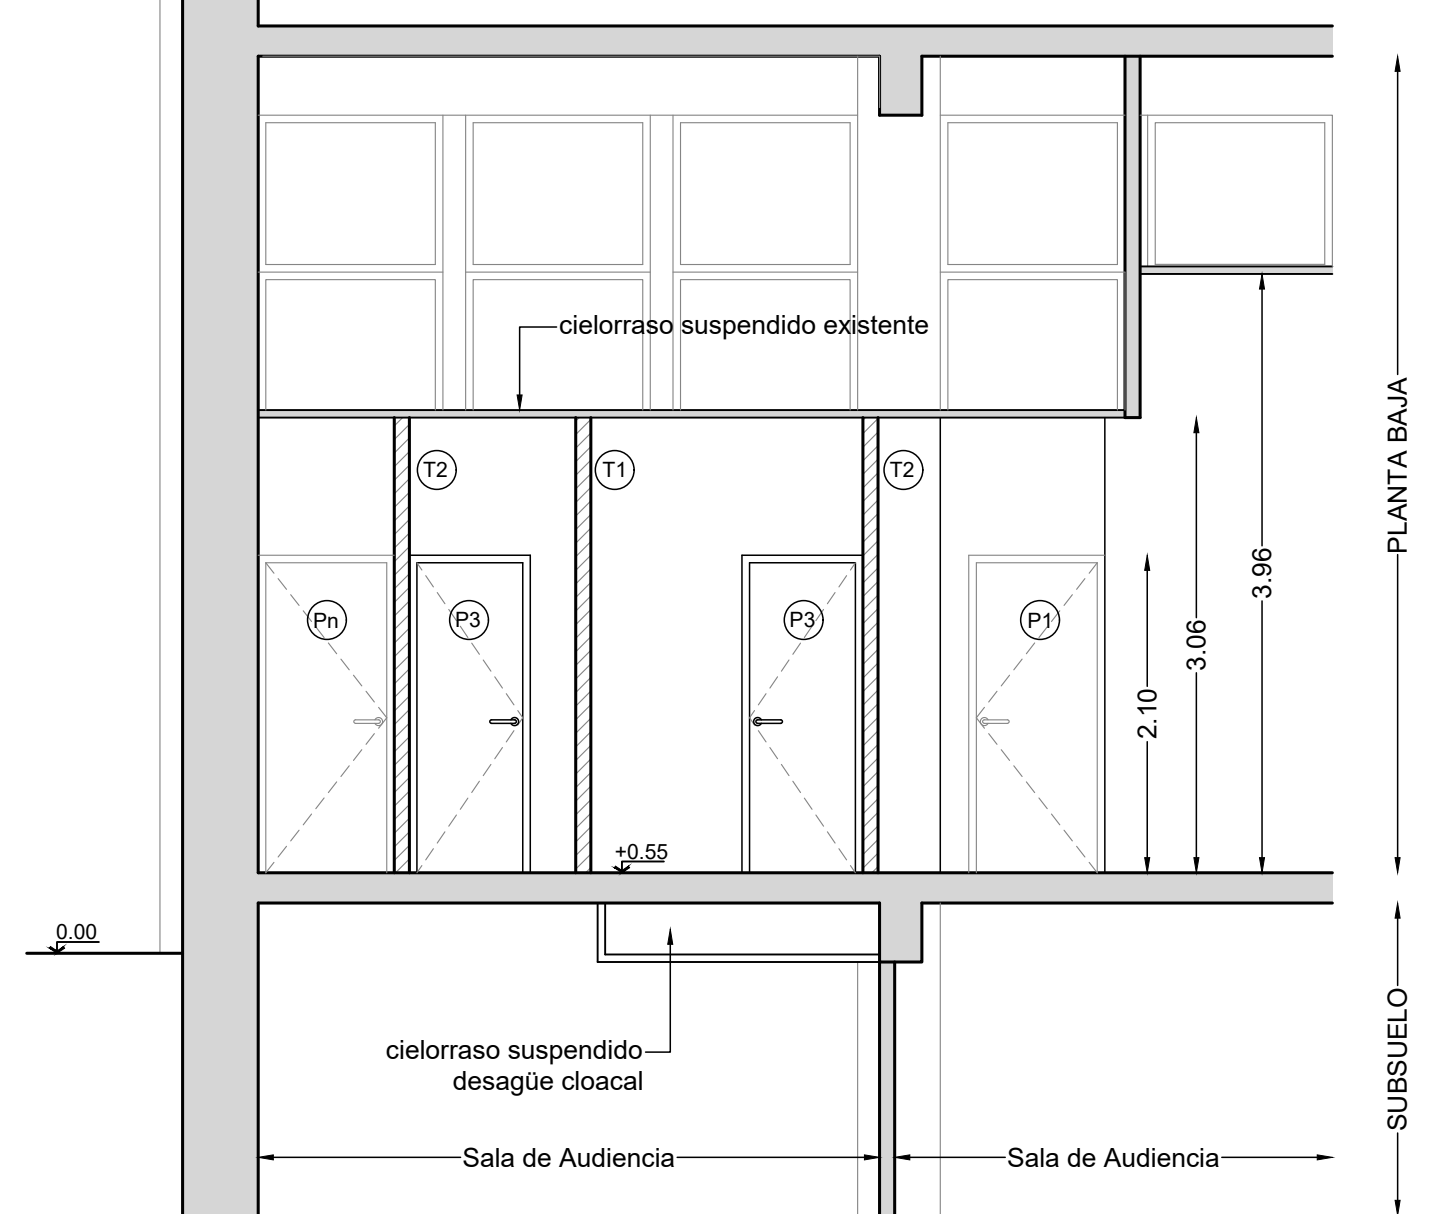 cielorraso suspendido existente
T2
T1
T2
Pn
P3
P3
P1
2.10
3.06
3.96
PLANTA BAJA
+0.55
0.00
cielorraso suspendido
desagüe cloacal
SUBSUELO
Sala de Audiencia
Sala de Audiencia